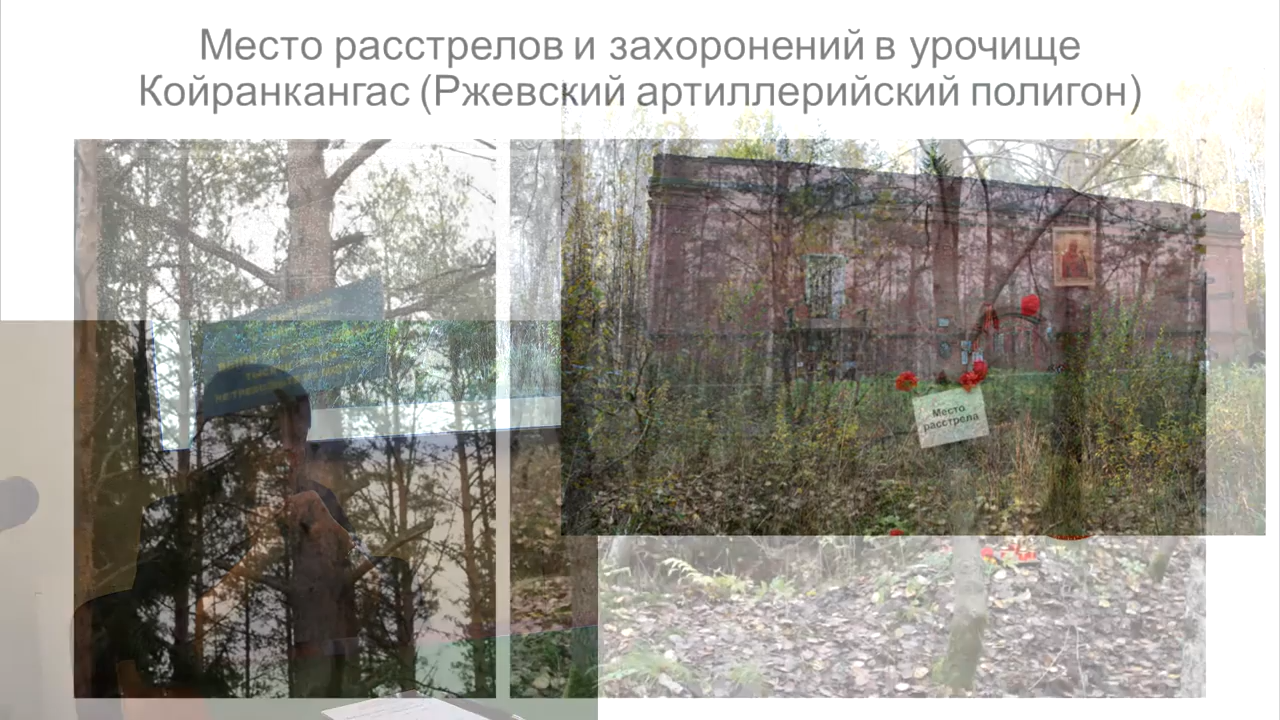 Место расстрелов и захоронений в урочище
Койранкангас (Ржевский артиллерийский полигон)
Место
расстрела